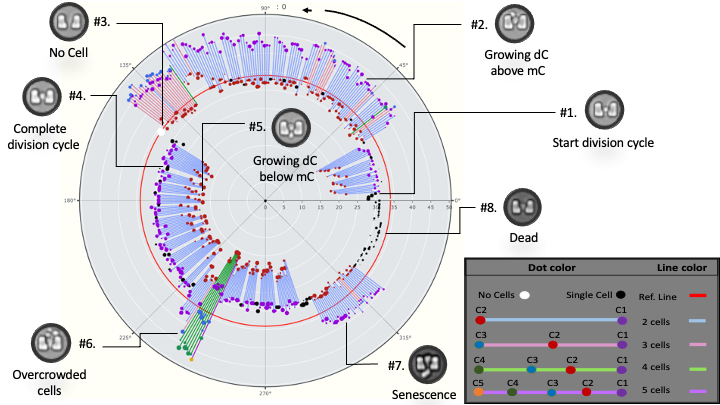 90°
: 0
#3.
No Cell
#2.
Growing dC
above mC
135°
45°
#4.
Complete
division cycle
#5.
Growing dC
below mC
#1.
Start division cycle
180°
0 5 10 15 20 25 30 35 40 45 50
0°
#8.
Dead
225°
315°
270°
#6.
Overcrowded
cells
#7.
Senescence
Dot color Line color
No Cells Single Cell Ref. Line
C2 C1 2 cells
C3 C2 C1 3 cells
C4 C3 C2 C1 4 cells
C5 C4 C3 C2 C1 5 cells